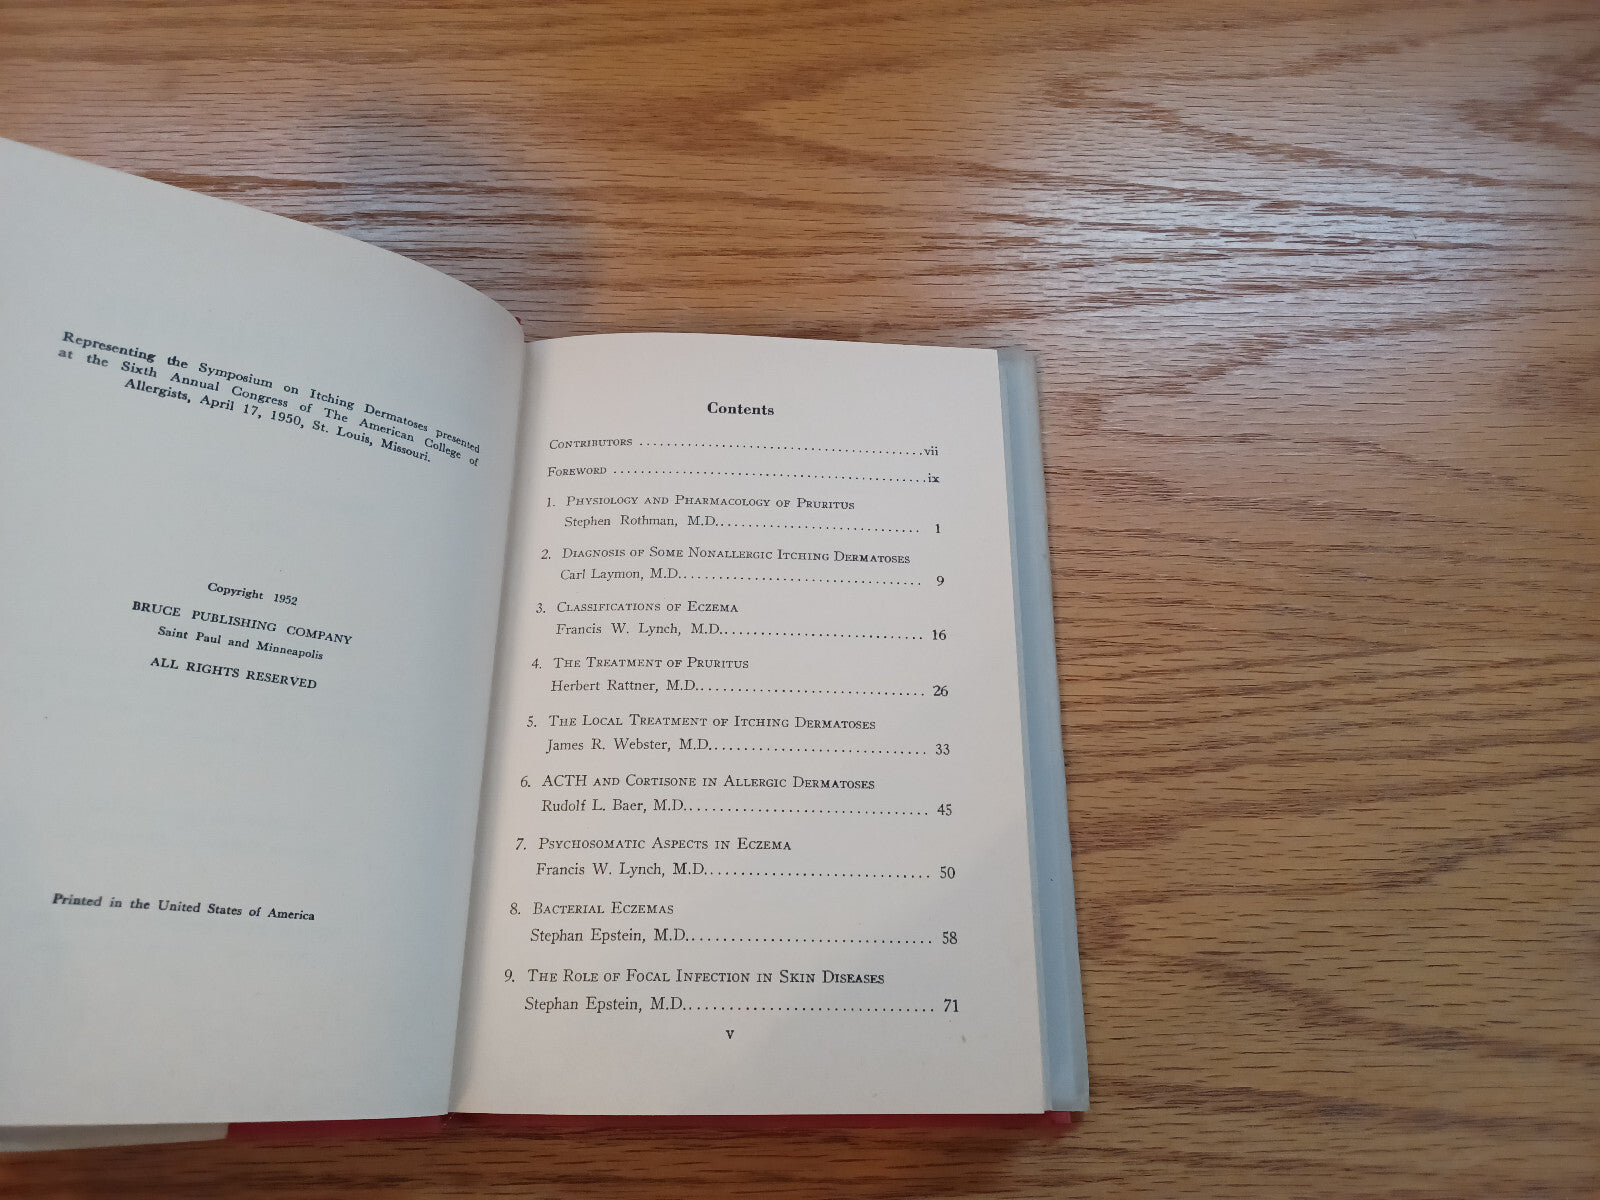 Representing the Symposium on Itching Dermatoses presented
at the Sixth Annual Congress of The American College of
Allergists, April 17, 1950, St. Louis, Missouri.
Copyright 1952
BRUCE PUBLISHING COMPANY
Saint Paul and Minneapolis
ALL RIGHTS RESERVED
Printed in the United States of America
Contents
Contributors ........................................ vii
Foreword ............................................. ix
1. Physiology and Pharmacology of Pruritus
Stephen Rothman, M.D.............................. 1
2. Diagnosis of Some Nonallergic Itching Dermatoses
Carl Laymon, M.D................................... 9
3. Classifications of Eczema
Francis W. Lynch, M.D.............................. 16
4. The Treatment of Pruritus
Herbert Rattner, M.D................................ 26
5. The Local Treatment of Itching Dermatoses
James R. Webster, M.D.............................. 33
6. ACTH and Cortisone in Allergic Dermatoses
Rudolf L. Baer, M.D................................. 45
7. Psychosomatic Aspects in Eczema
Francis W. Lynch, M.D.............................. 50
8. Bacterial Eczemas
Stephan Epstein, M.D............................... 58
9. The Role of Focal Infection in Skin Diseases
Stephan Epstein, M.D............................... 71
v